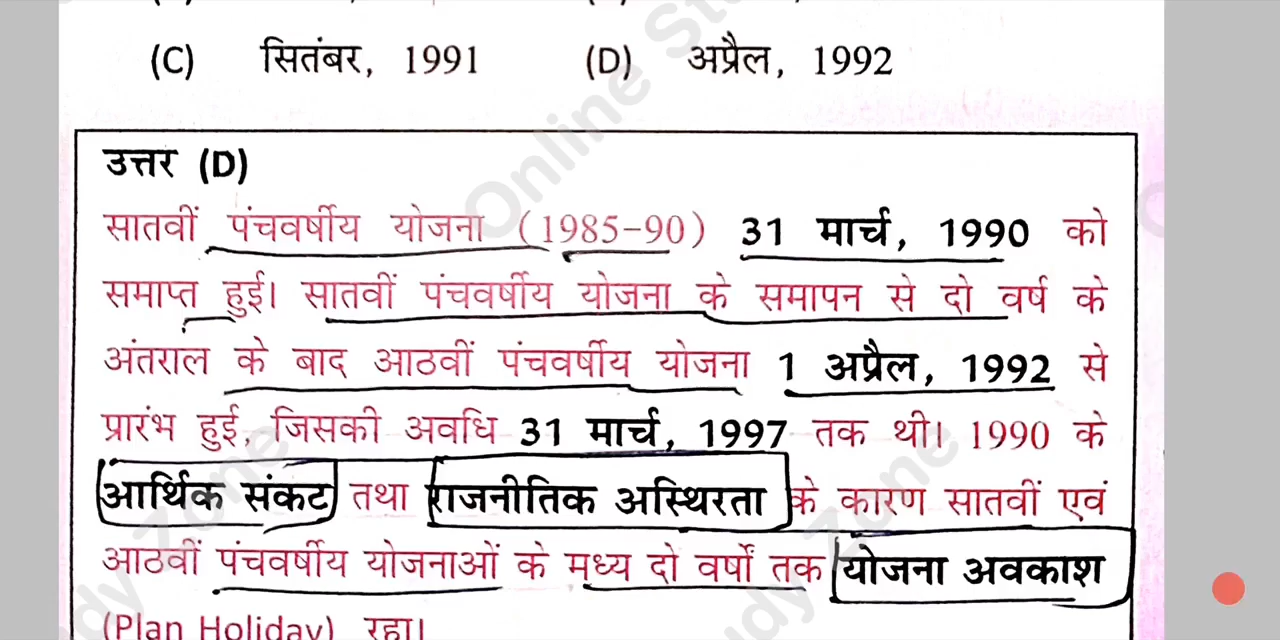 (C) सितंबर, 1991 (D) अप्रैल, 1992
उत्तर (D)
सातवीं पंचवर्षीय योजना (1985-90) 31 मार्च, 1990 को
समाप्त हुई। सातवीं पंचवर्षीय योजना के समापन से दो वर्ष के
अंतराल के बाद आठवीं पंचवर्षीय योजना 1 अप्रैल, 1992 से
प्रारंभ हुई, जिसकी अवधि 31 मार्च, 1997 तक थी। 1990 के
आर्थिक संकट तथा राजनीतिक अस्थिरता के कारण सातवीं एवं
आठवीं पंचवर्षीय योजनाओं के मध्य दो वर्षों तक योजना अवकाश
(Plan Holiday) रहा।